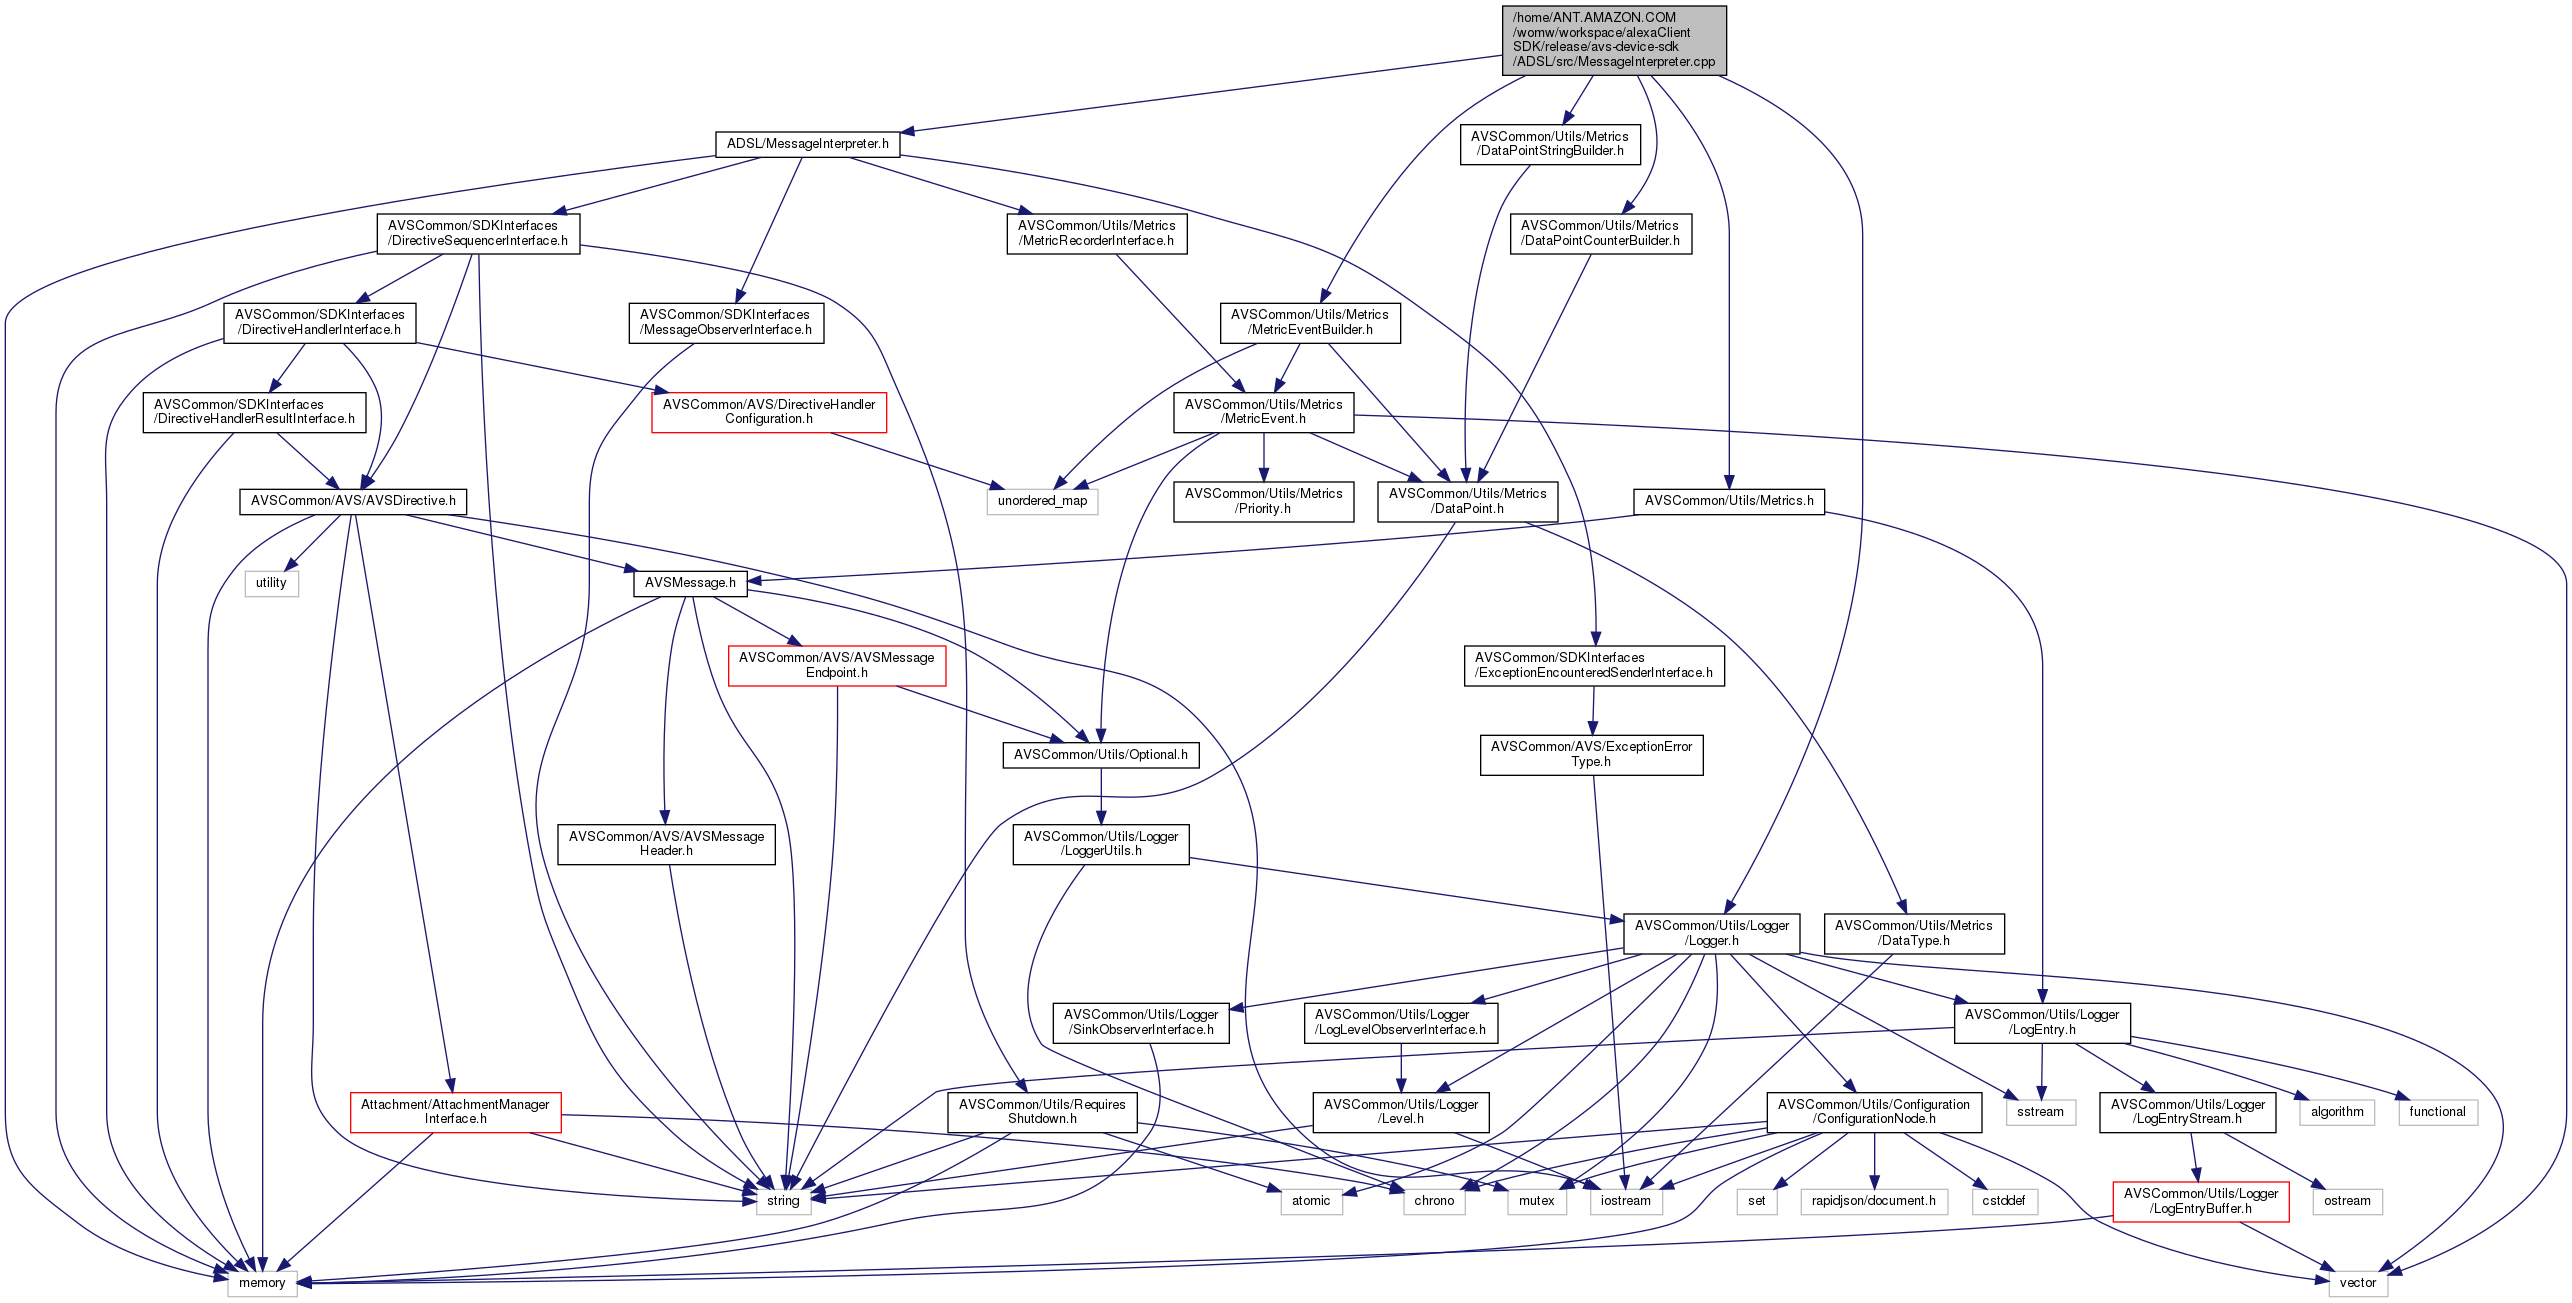 /home/ANT.AMAZON.COM
/womw/workspace/alexaClient
SDK/release/avs-device-sdk
/ADSL/src/MessageInterpreter.cpp
ADSL/MessageInterpreter.h
AVSCommon/Utils/Metrics
/DataPointStringBuilder.h
AVSCommon/SDKInterfaces
/DirectiveSequencerInterface.h
AVSCommon/Utils/Metrics
/MetricRecorderInterface.h
AVSCommon/Utils/Metrics
/DataPointCounterBuilder.h
AVSCommon/SDKInterfaces
/DirectiveHandlerInterface.h
AVSCommon/SDKInterfaces
/MessageObserverInterface.h
AVSCommon/Utils/Metrics
/MetricEventBuilder.h
AVSCommon/SDKInterfaces
/DirectiveHandlerResultInterface.h
AVSCommon/AVS/DirectiveHandler
Configuration.h
AVSCommon/Utils/Metrics
/MetricEvent.h
AVSCommon/AVS/AVSDirective.h
unordered_map
AVSCommon/Utils/Metrics
/Priority.h
AVSCommon/Utils/Metrics
/DataPoint.h
AVSCommon/Utils/Metrics.h
utility
AVSMessage.h
AVSCommon/AVS/AVSMessage
Endpoint.h
AVSCommon/SDKInterfaces
/ExceptionEncounteredSenderInterface.h
AVSCommon/Utils/Optional.h
AVSCommon/AVS/ExceptionError
Type.h
AVSCommon/AVS/AVSMessage
Header.h
AVSCommon/Utils/Logger
/LoggerUtils.h
AVSCommon/Utils/Logger
/Logger.h
AVSCommon/Utils/Metrics
/DataType.h
AVSCommon/Utils/Logger
/SinkObserverInterface.h
AVSCommon/Utils/Logger
/LogLevelObserverInterface.h
AVSCommon/Utils/Logger
/LogEntry.h
Attachment/AttachmentManager
Interface.h
AVSCommon/Utils/Requires
Shutdown.h
AVSCommon/Utils/Logger
/Level.h
AVSCommon/Utils/Configuration
/ConfigurationNode.h
sstream
AVSCommon/Utils/Logger
/LogEntryStream.h
algorithm
functional
string
atomic
chrono
mutex
iostream
set
rapidjson/document.h
cstddef
AVSCommon/Utils/Logger
/LogEntryBuffer.h
ostream
memory
vector